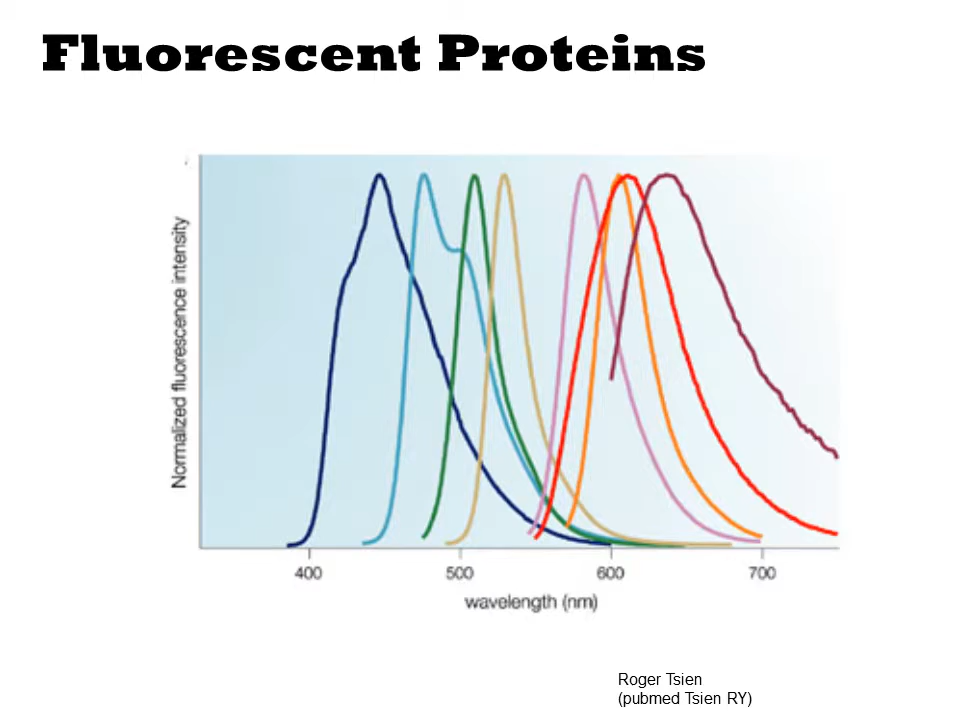 Fluorescent Proteins
Normalized fluorescence intensity
400 500 600 700
wavelength (nm)
Roger Tsien
(pubmed Tsien RY)